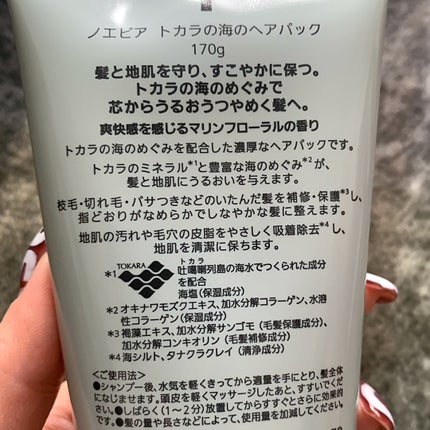 ノエビア トカラの海のヘアパック
170g
髪と地肌を守り、すこやかに保つ。
トカラの海のめぐみで
芯からうるおうつやめく髪へ。
爽快感を感じるマリンフローラルの香り
トカラの海のめぐみを配合した濃厚なヘアパックです。
トカラのミネラル*1と豊富な海のめぐみ*2が、
髪と地肌にうるおいを与えます。
枝毛・切れ毛・パサつきなどのいたんだ髪を補修・保護*3し、
指どおりがなめらかでしなやかな髪に整えます。
地肌の汚れや毛穴の皮脂をやさしく吸着除去*4し、
地肌を清潔に保ちます。
*1 TOKARA
トカラ
吐噶喇列島の海水でつくられた成分
を配合
海塩(保湿成分)
*2 オキナワモズクエキス、加水分解コラーゲン、水溶
性コラーゲン(保湿成分)
*3 褐藻エキス、加水分解サンゴモ(毛髪保護成分)、
加水分解コンキオリン(毛髪補修成分)
*4 海シルト、タナクラクレイ(清浄成分)
<ご使用法>
●シャンプー後、水気を軽くきってから適量を手にとり、髪全体
になじませます。頭皮を軽くマッサージしたあと、すすいでくだ
さい。●しばらく(1~2分)放置してからすすぐとさらに効果的
です。●髪の量や長さなどによって、使用量を加減してください。